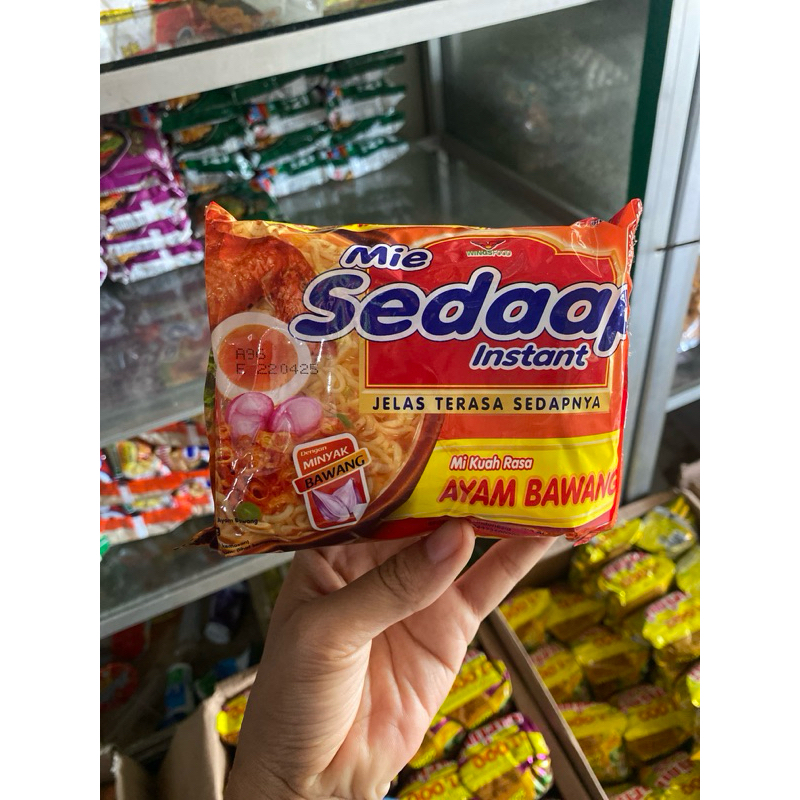 Mie
WINGSFOOD
Sedaap
Instant
A96
E 220425
JELAS TERASA SEDAPNYA
Dengan
MINYAK
BAWANG
Mi Kuah Rasa
AYAM BAWANG